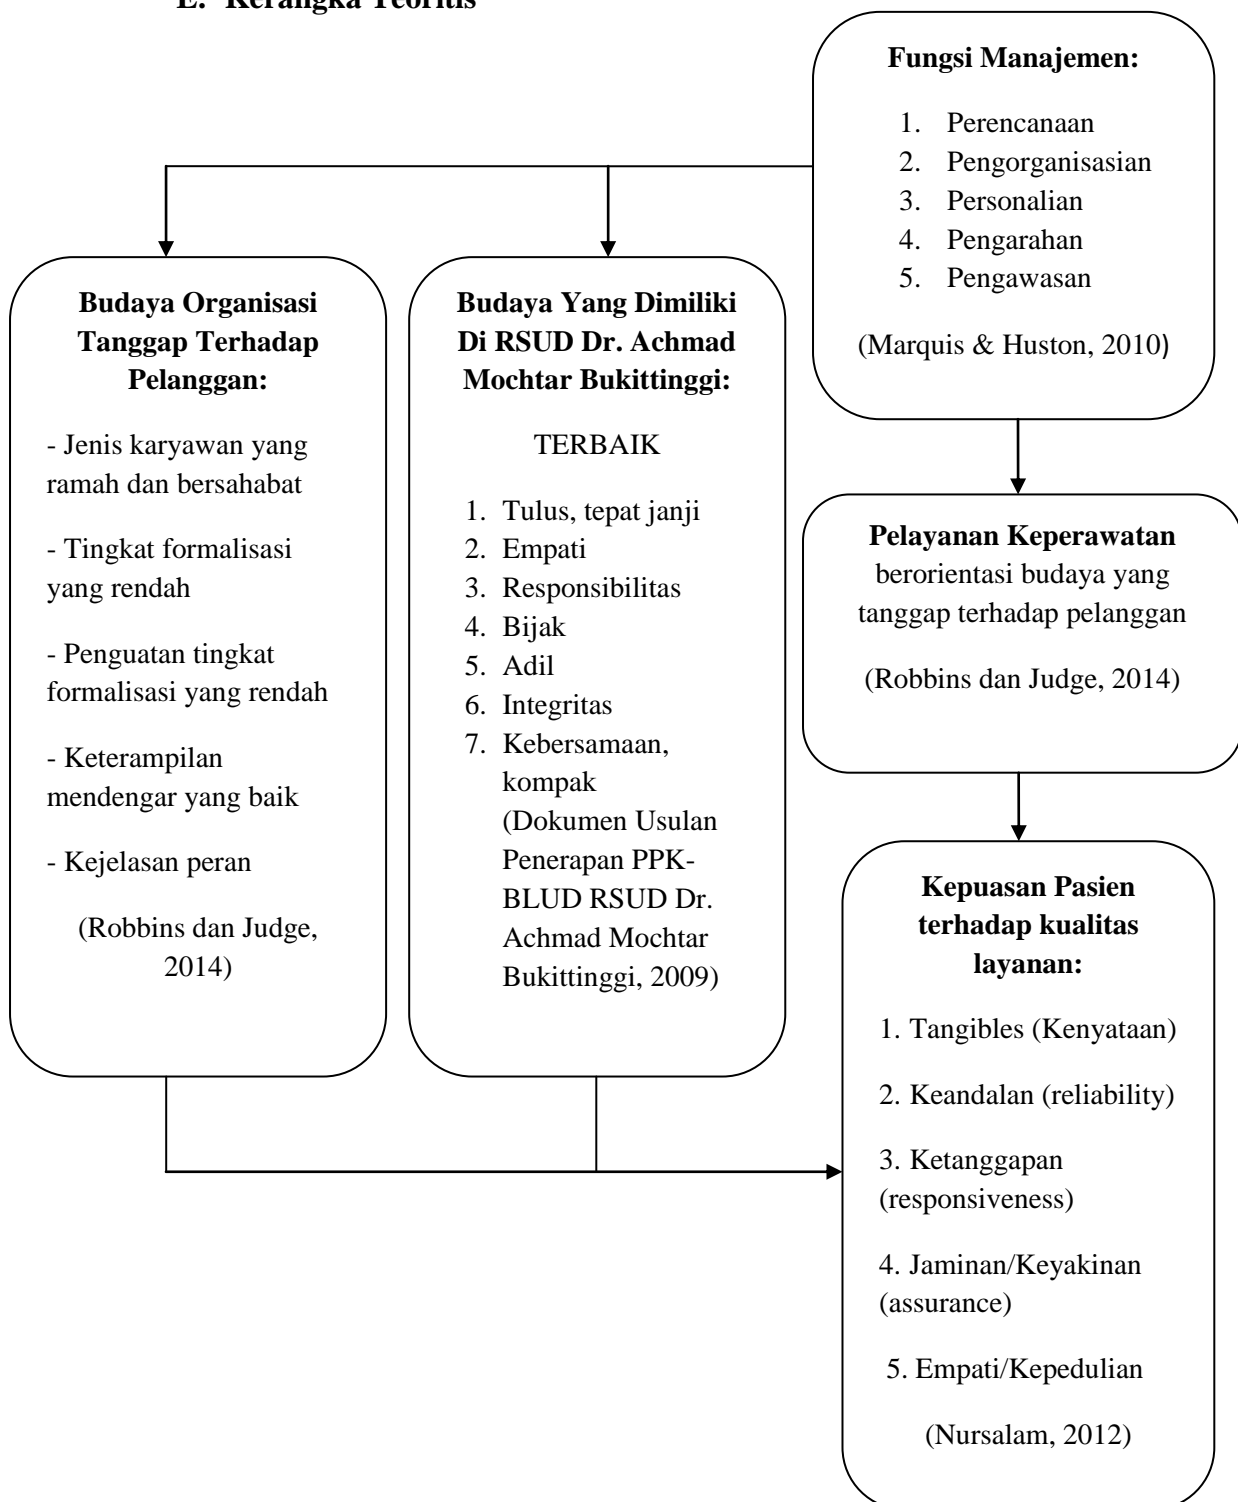 E. Kerangka Teoritis
Fungsi Manajemen:
1. Perencanaan
2. Pengorganisasian
3. Personalian
4. Pengarahan
5. Pengawasan
(Marquis & Huston, 2010)
Budaya Organisasi
Tanggap Terhadap
Pelanggan:
- Jenis karyawan yang
ramah dan bersahabat
- Tingkat formalisasi
yang rendah
- Penguatan tingkat
formalisasi yang rendah
- Keterampilan
mendengar yang baik
- Kejelasan peran
(Robbins dan Judge,
2014)
Budaya Yang Dimiliki
Di RSUD Dr. Achmad
Mochtar Bukittinggi:
TERBAIK
1. Tulus, tepat janji
2. Empati
3. Responsibilitas
4. Bijak
5. Adil
6. Integritas
7. Kebersamaan,
kompak
(Dokumen Usulan
Penerapan PPK-
BLUD RSUD Dr.
Achmad Mochtar
Bukittinggi, 2009)
Pelayanan Keperawatan
berorientasi budaya yang
tanggap terhadap pelanggan
(Robbins dan Judge, 2014)
Kepuasan Pasien
terhadap kualitas
layanan:
1. Tangibles (Kenyataan)
2. Keandalan (reliability)
3. Ketanggapan
(responsiveness)
4. Jaminan/Keyakinan
(assurance)
5. Empati/Kepedulian
(Nursalam, 2012)